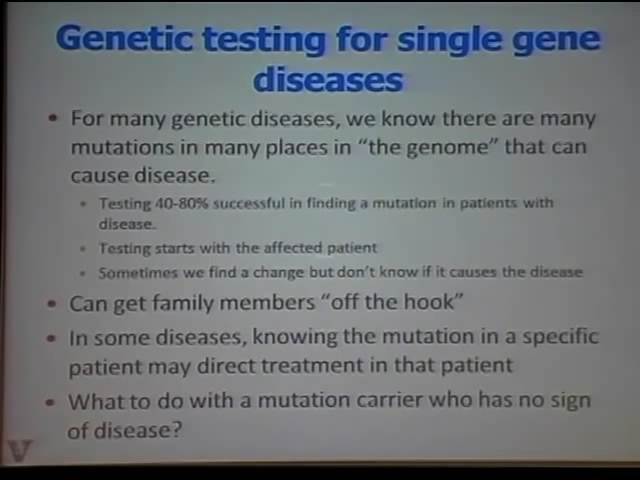 Genetic testing for single gene
diseases
• For many genetic diseases, we know there are many
mutations in many places in “the genome” that can
cause disease.
• Testing 40-80% successful in finding a mutation in patients with
disease.
• Testing starts with the affected patient
• Sometimes we find a change but don’t know if it causes the disease
• Can get family members “off the hook”
• In some diseases, knowing the mutation in a specific
patient may direct treatment in that patient
• What to do with a mutation carrier who has no sign
of disease?
V